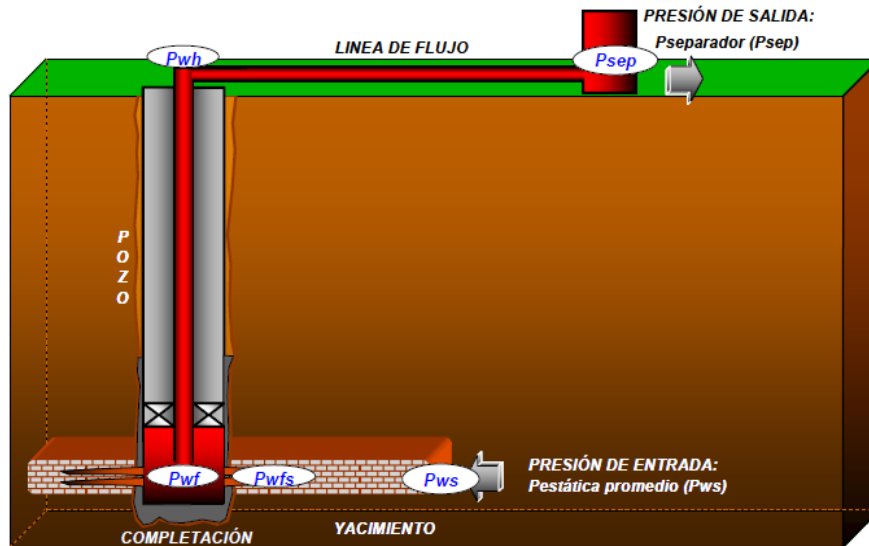 PRESIÓN DE SALIDA:
Pseparador (Psep)
LINEA DE FLUJO
Pwh
Psep
P
O
Z
O
Pwf
Pwfs
Pws
PRESIÓN DE ENTRADA:
Pestática promedio (Pws)
YACIMIENTO
COMPLETACIÓN